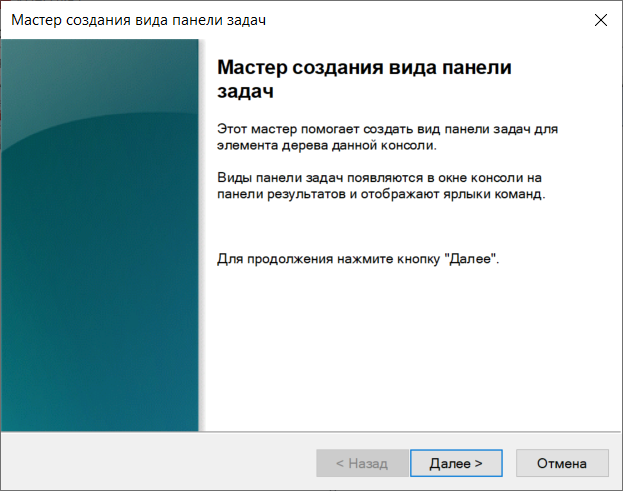 Мастер создания вида панели задач
Мастер создания вида панели
задач
Этот мастер помогает создать вид панели задач для
элемента дерева данной консоли.
Виды панели задач появляются в окне консоли на
панели результатов и отображают ярлыки команд.
Для продолжения нажмите кнопку "Далее".
< Назад
Далее >
Отмена